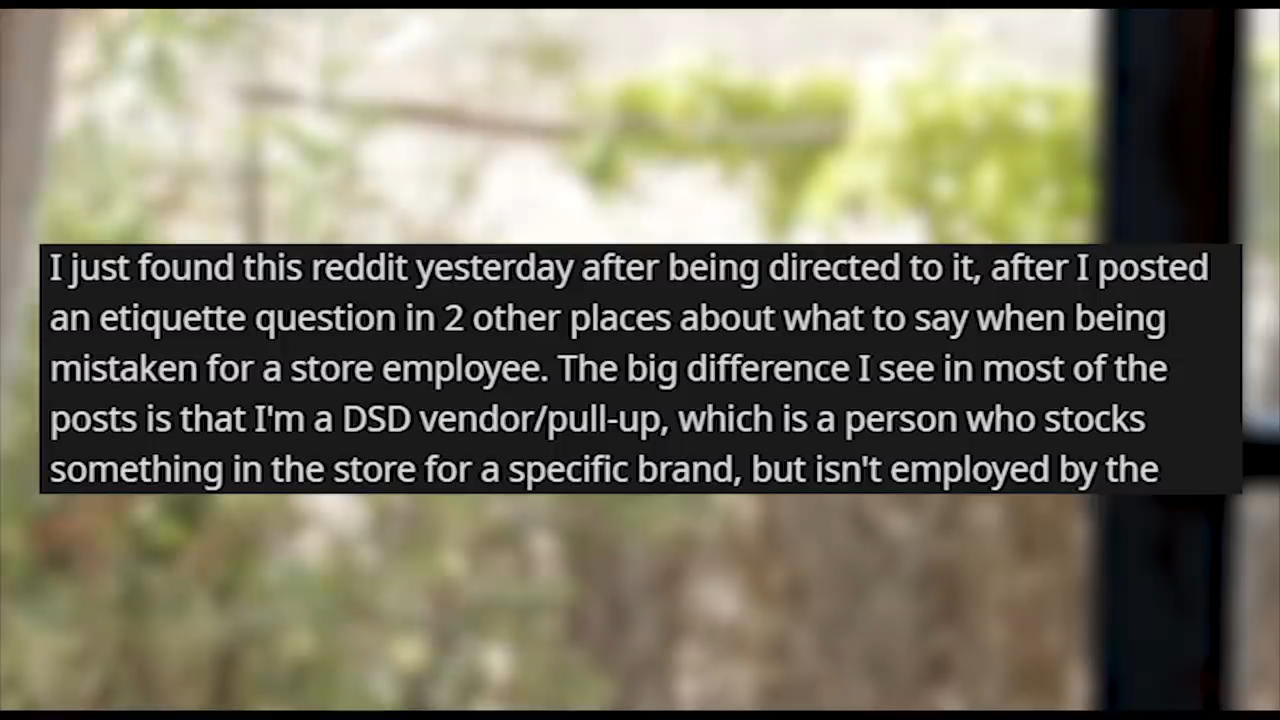 I just found this reddit yesterday after being directed to it, after I posted
an etiquette question in 2 other places about what to say when being
mistaken for a store employee. The big difference I see in most of the
posts is that I'm a DSD vendor/pull-up, which is a person who stocks
something in the store for a specific brand, but isn't employed by the